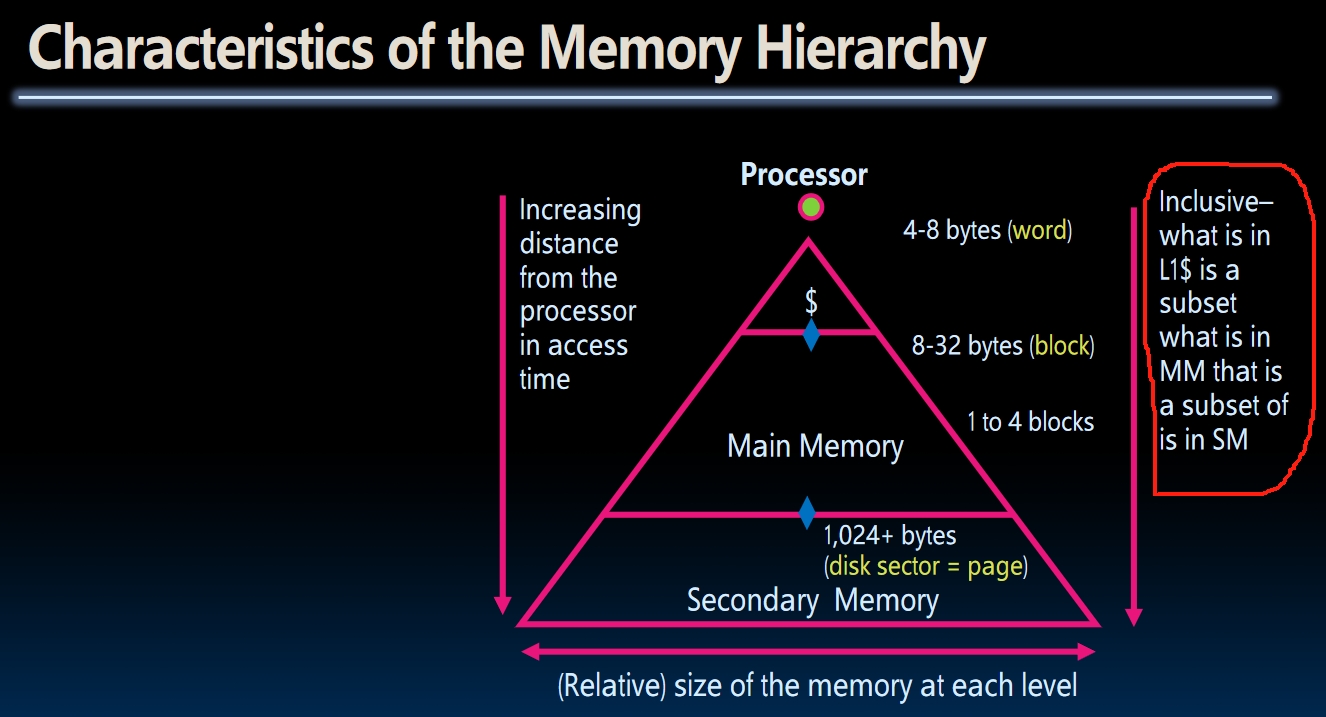 Characteristics of the Memory Hierarchy
Processor
Increasing
distance
from the
processor
in access
time
4-8 bytes (word)
$
8-32 bytes (block)
1 to 4 blocks
Main Memory
1,024+ bytes
(disk sector = page)
Secondary Memory
(Relative) size of the memory at each level
Inclusive–
what is in
L1$ is a
subset
what is in
MM that is
a subset of
is in SM